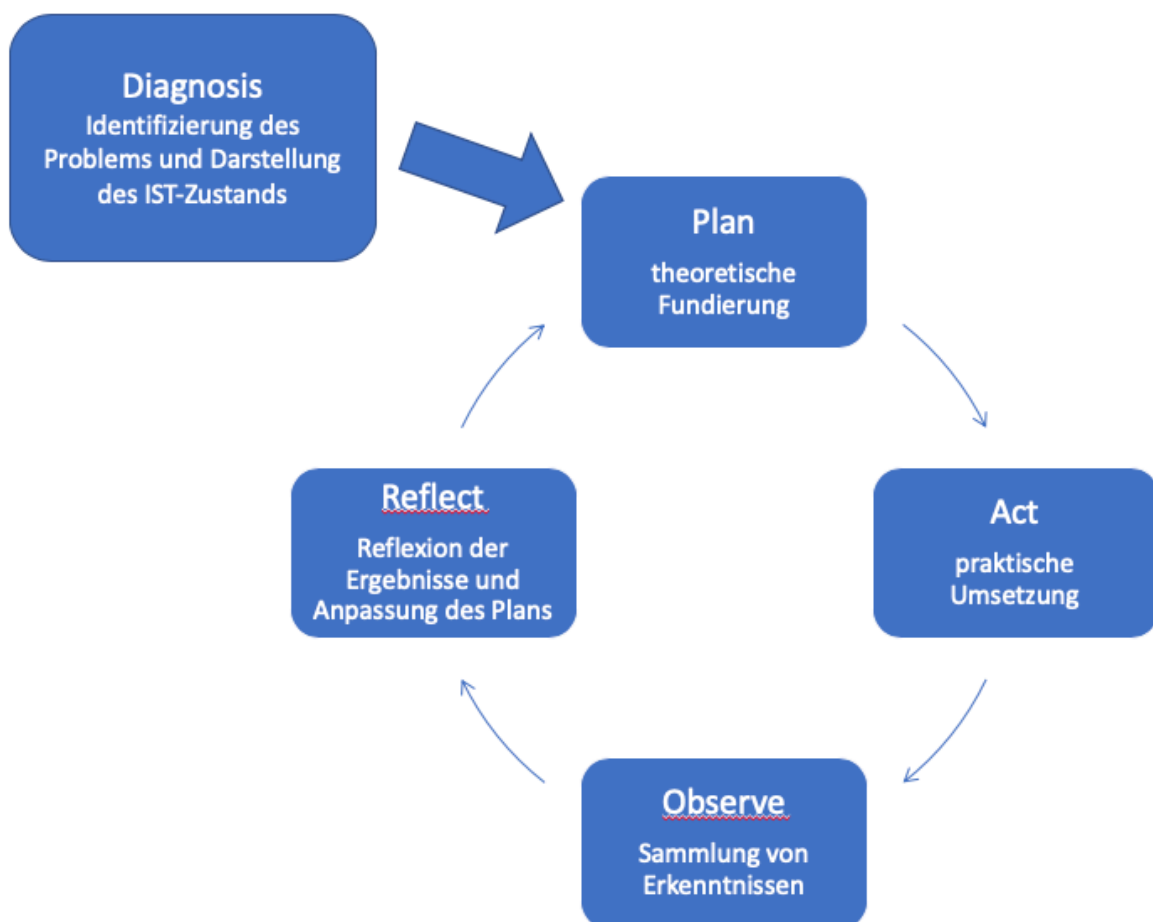 Diagnosis
Identifizierung des
Problems und Darstellung
des IST-Zustands
Plan
theoretische
Fundierung
Act
praktische
Umsetzung
Observe
Sammlung von
Erkenntnissen
Reflect
Reflexion der
Ergebnisse und
Anpassung des Plans